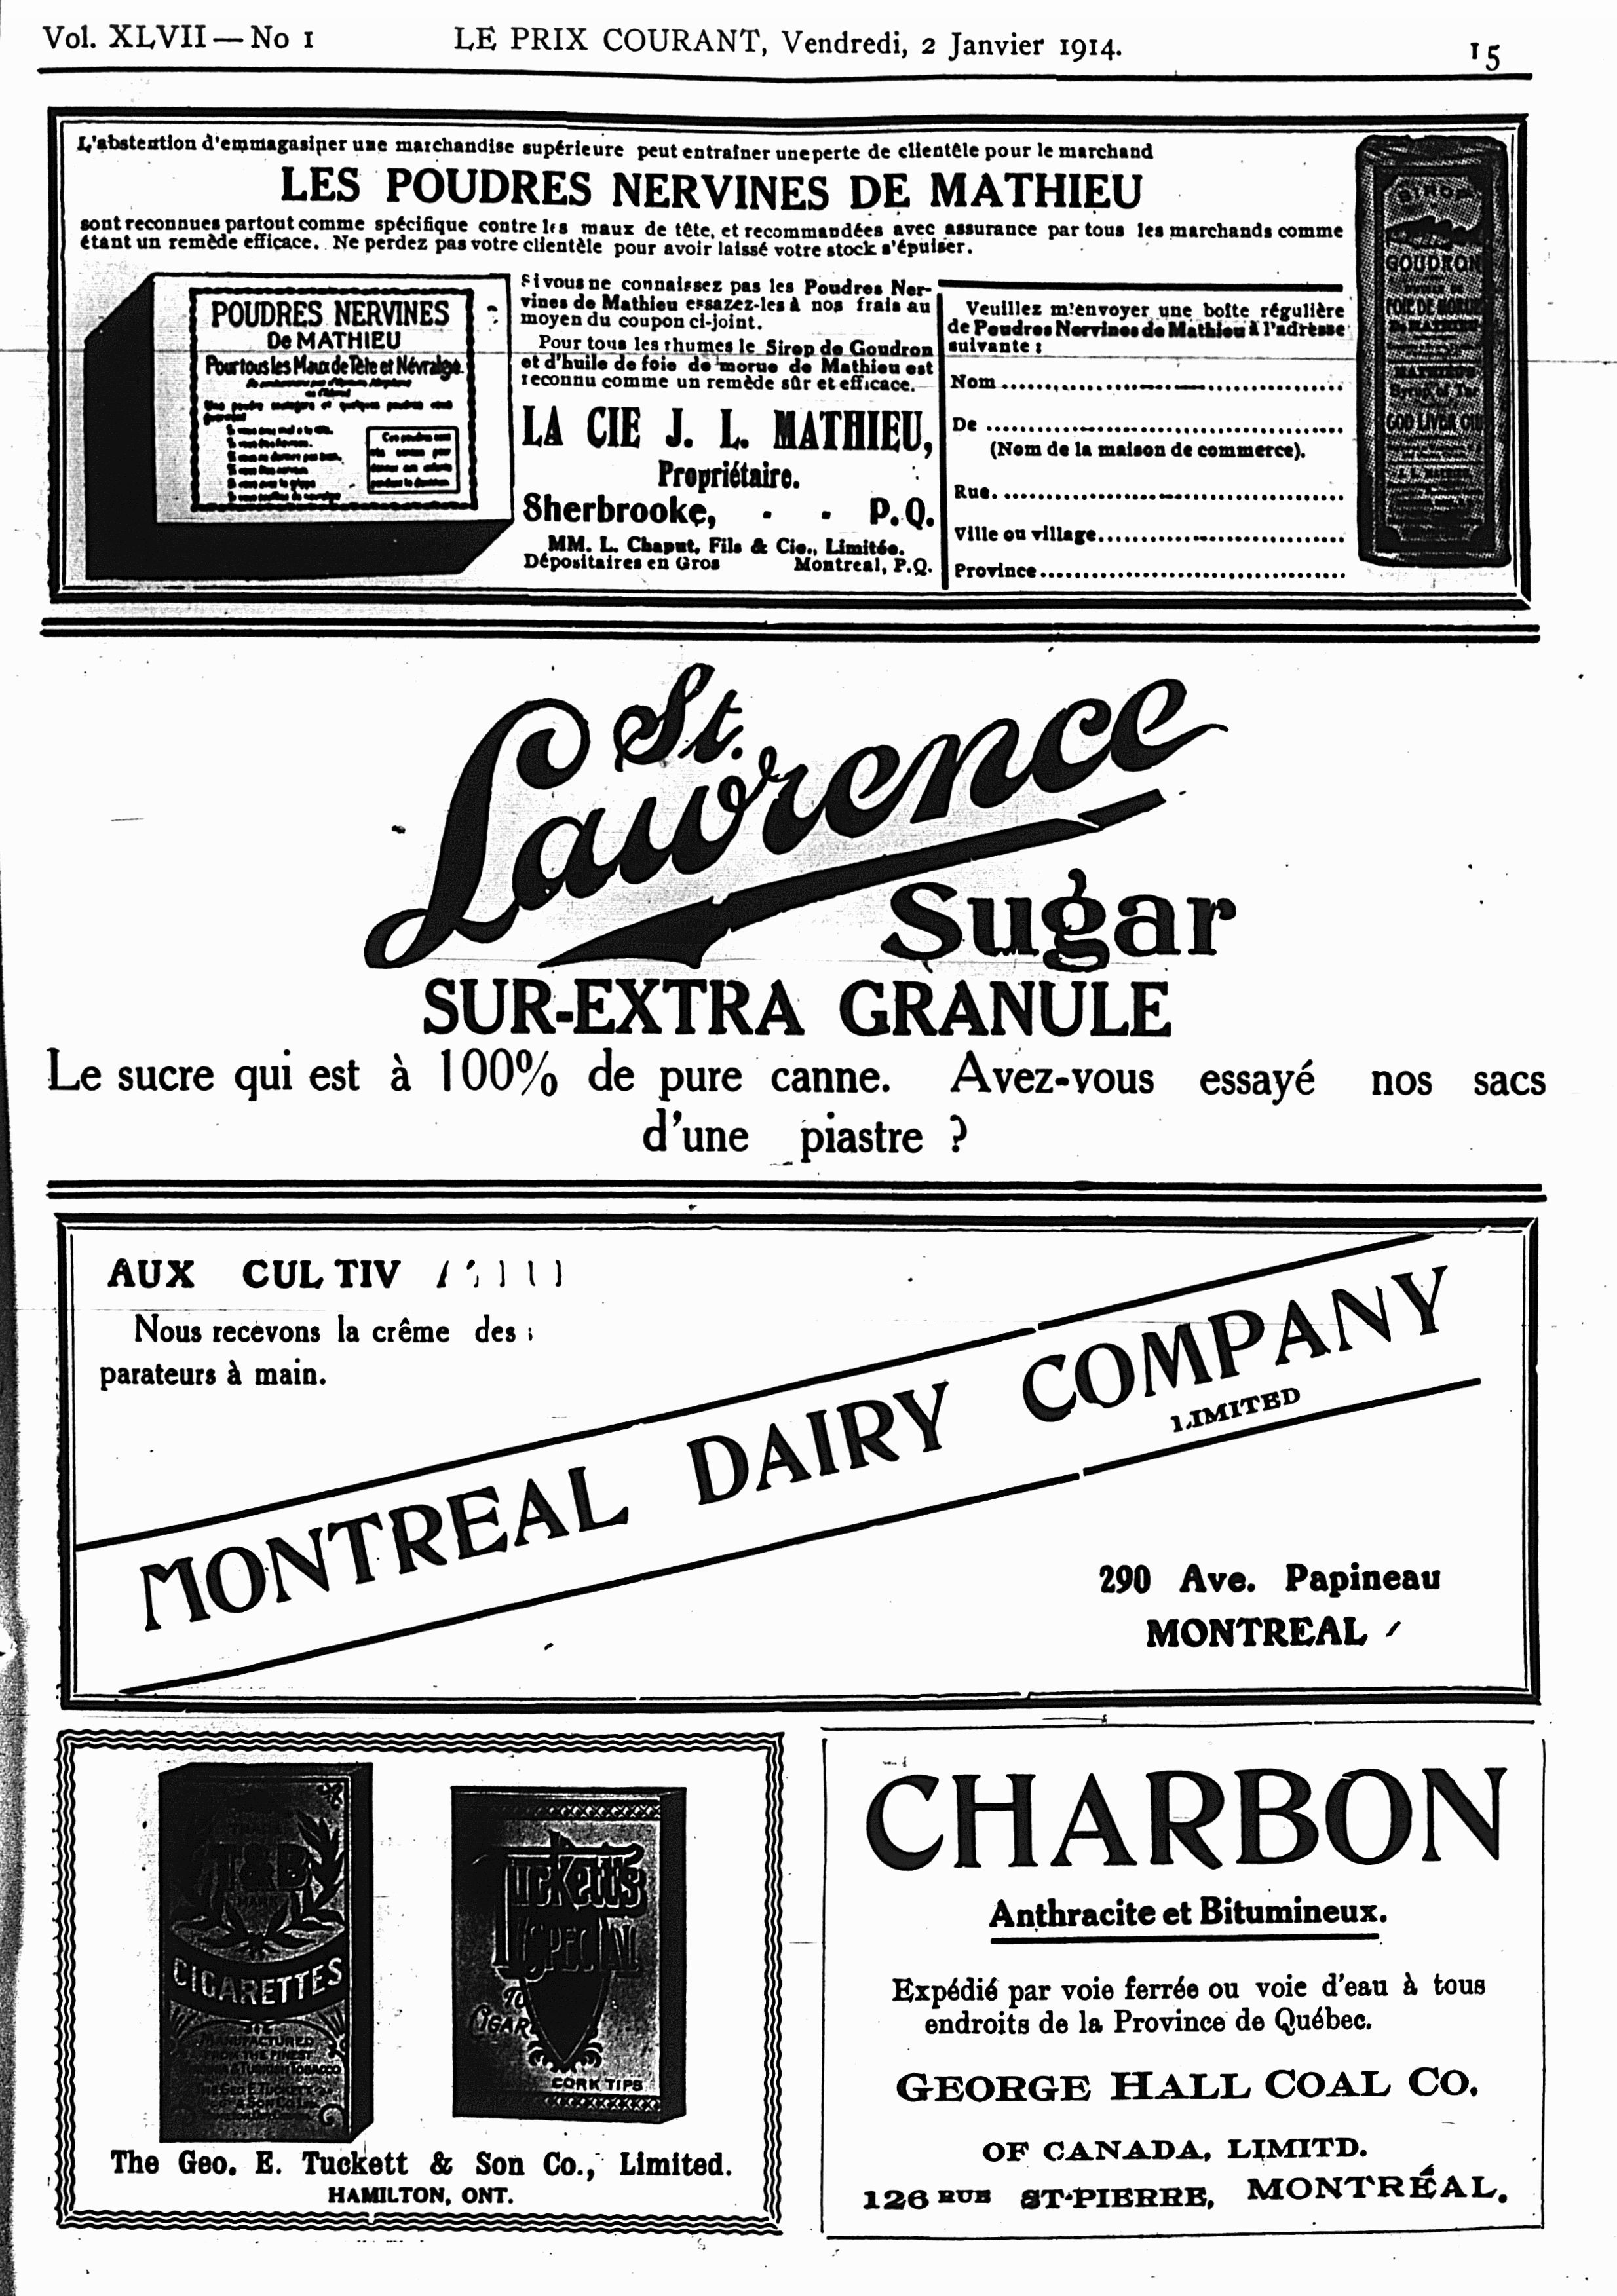 Vol. XLVII — No 1 LE PRIX COURANT, Vendredi, 2 Janvier 1914. 15
L'abstention d'emmagasiner une marchandise supérieure peut entraîner une perte de clientèle pour le marchand
LES POUDRES NERVINES DE MATHIEU
sont reconnues partout comme spécifique contre les maux de tête, et recommandées avec assurance par tous les marchands comme
étant un remède efficace. Ne perdez pas votre clientèle pour avoir laissé votre stock s'épuiser.
POUDRES NERVINES
De MATHIEU
Pour tous les Maux de Tête et Névralgie.
Si vous ne connaissez pas les Poudres Ner-
vines de Mathieu essazez-les à nos frais au
moyen du coupon ci-joint.
Pour tous les rhumes le Sirop de Goudron
et d'huile de foie de morue de Mathieu est
reconnu comme un remède sûr et efficace.
LA CIE J. L. MATHIEU,
Propriétaire.
Sherbrooke, - - P.Q.
MM. L. Chaput, Fils & Cie., Limitée.
Dépositaires en Gros Montreal, P.Q.
Veuillez m'envoyer une boîte régulière
de Poudres Nervines de Mathieu à l'adresse
suivante :
Nom ........................................
De ........................................
(Nom de la maison de commerce).
Rue. ........................................
Ville ou village..............................
Province........................................
SIROP
GOUDRON
FOIE DE MORUE
COD LIVER OIL
St.
Lawrence
Sugar
SUR-EXTRA GRANULE
Le sucre qui est à 100% de pure canne. Avez-vous essayé nos sacs
d'une piastre ?
AUX CULTIV
Nous recevons la crême des
parateurs à main.
MONTREAL DAIRY COMPANY
LIMITED
290 Ave. Papineau
MONTREAL
T&B
CIGARETTES
MANUFACTURED
FROM THE FINEST
Tuckett's
SPECIAL
CORK TIPS
The Geo. E. Tuckett & Son Co., Limited.
HAMILTON, ONT.
CHARBON
Anthracite et Bitumineux.
Expédié par voie ferrée ou voie d'eau à tous
endroits de la Province de Québec.
GEORGE HALL COAL CO.
OF CANADA, LIMITD.
126 RUE ST-PIERRE, MONTRÉAL.